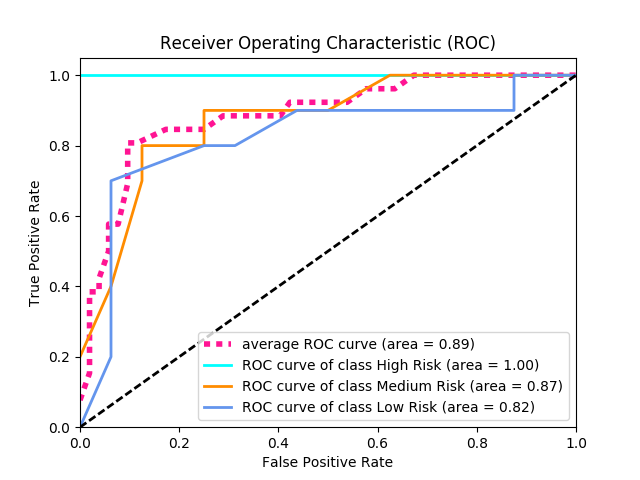 Receiver Operating Characteristic (ROC)
1.0
0.8
0.6
0.4
0.2
0.0
True Positive Rate
average ROC curve (area = 0.89)
ROC curve of class High Risk (area = 1.00)
ROC curve of class Medium Risk (area = 0.87)
ROC curve of class Low Risk (area = 0.82)
0.0 0.2 0.4 0.6 0.8 1.0
False Positive Rate